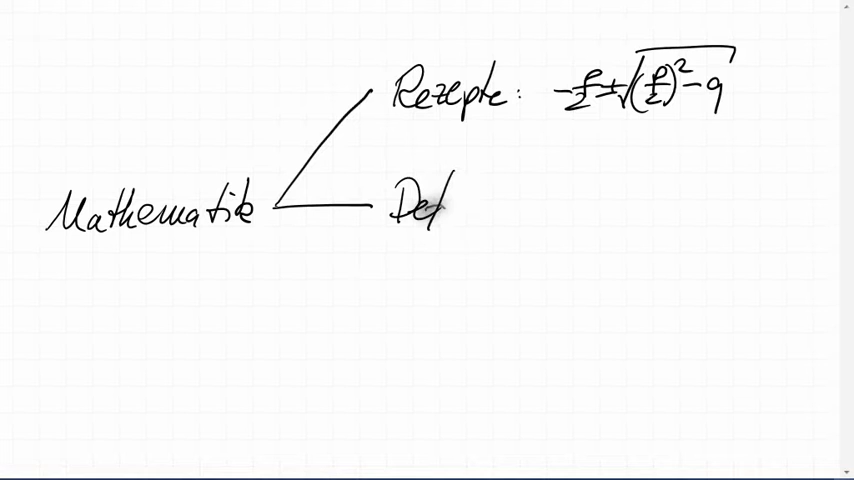 Rezepte: -p/2 ± √((p/2)² - q)
Mathematik
Def